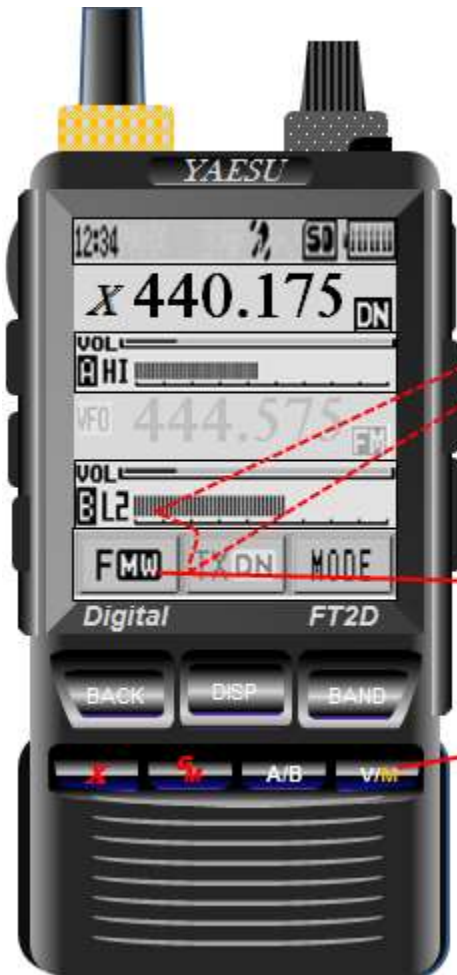 YAESU
12:34 SD
X 440.175 DN
VOL
A HI
VFO 444.575 FM
VOL
B L2
F MW TX DN MODE
Digital FT2D
BACK DISP BAND
X GM A/B V/M